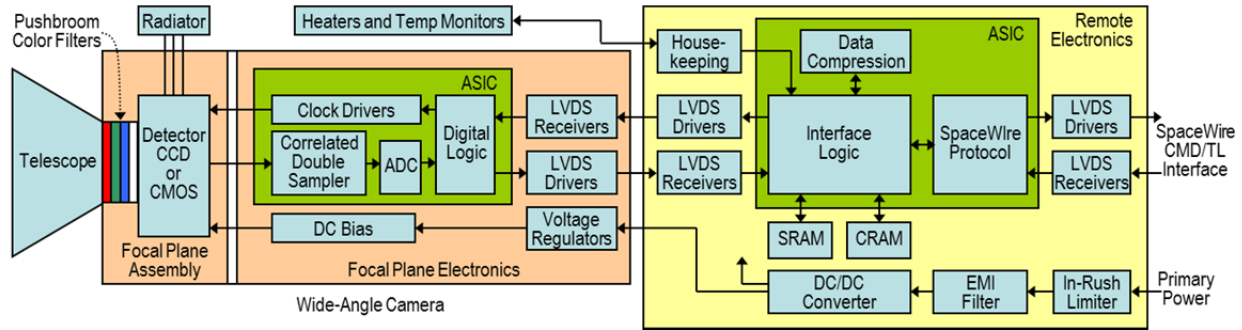 Pushbroom
Color Filters
Radiator
Heaters and Temp Monitors
Remote
Electronics
ASIC
House-
keeping
Data
Compression
ASIC
Telescope
Detector
CCD
or
CMOS
Clock Drivers
Correlated
Double
Sampler
ADC
Digital
Logic
LVDS
Receivers
LVDS
Drivers
LVDS
Drivers
LVDS
Receivers
Interface
Logic
SpaceWIre
Protocol
LVDS
Drivers
LVDS
Receivers
SpaceWire
CMD/TL
Interface
DC Bias
Voltage
Regulators
SRAM
CRAM
Focal Plane
Assembly
Focal Plane Electronics
DC/DC
Converter
EMI
Filter
In-Rush
Limiter
Primary
Power
Wide-Angle Camera